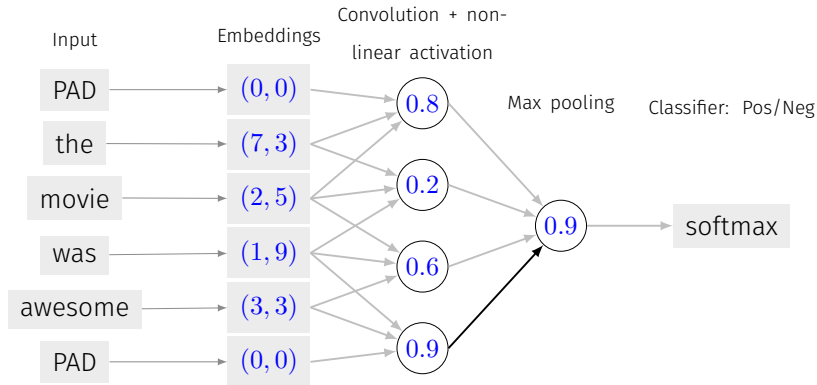 Input
Embeddings
Convolution + non-
linear activation
Max pooling
Classifier: Pos/Neg
PAD
(0, 0)
the
(7, 3)
movie
(2, 5)
was
(1, 9)
awesome
(3, 3)
PAD
(0, 0)
0.8
0.2
0.6
0.9
0.9
softmax